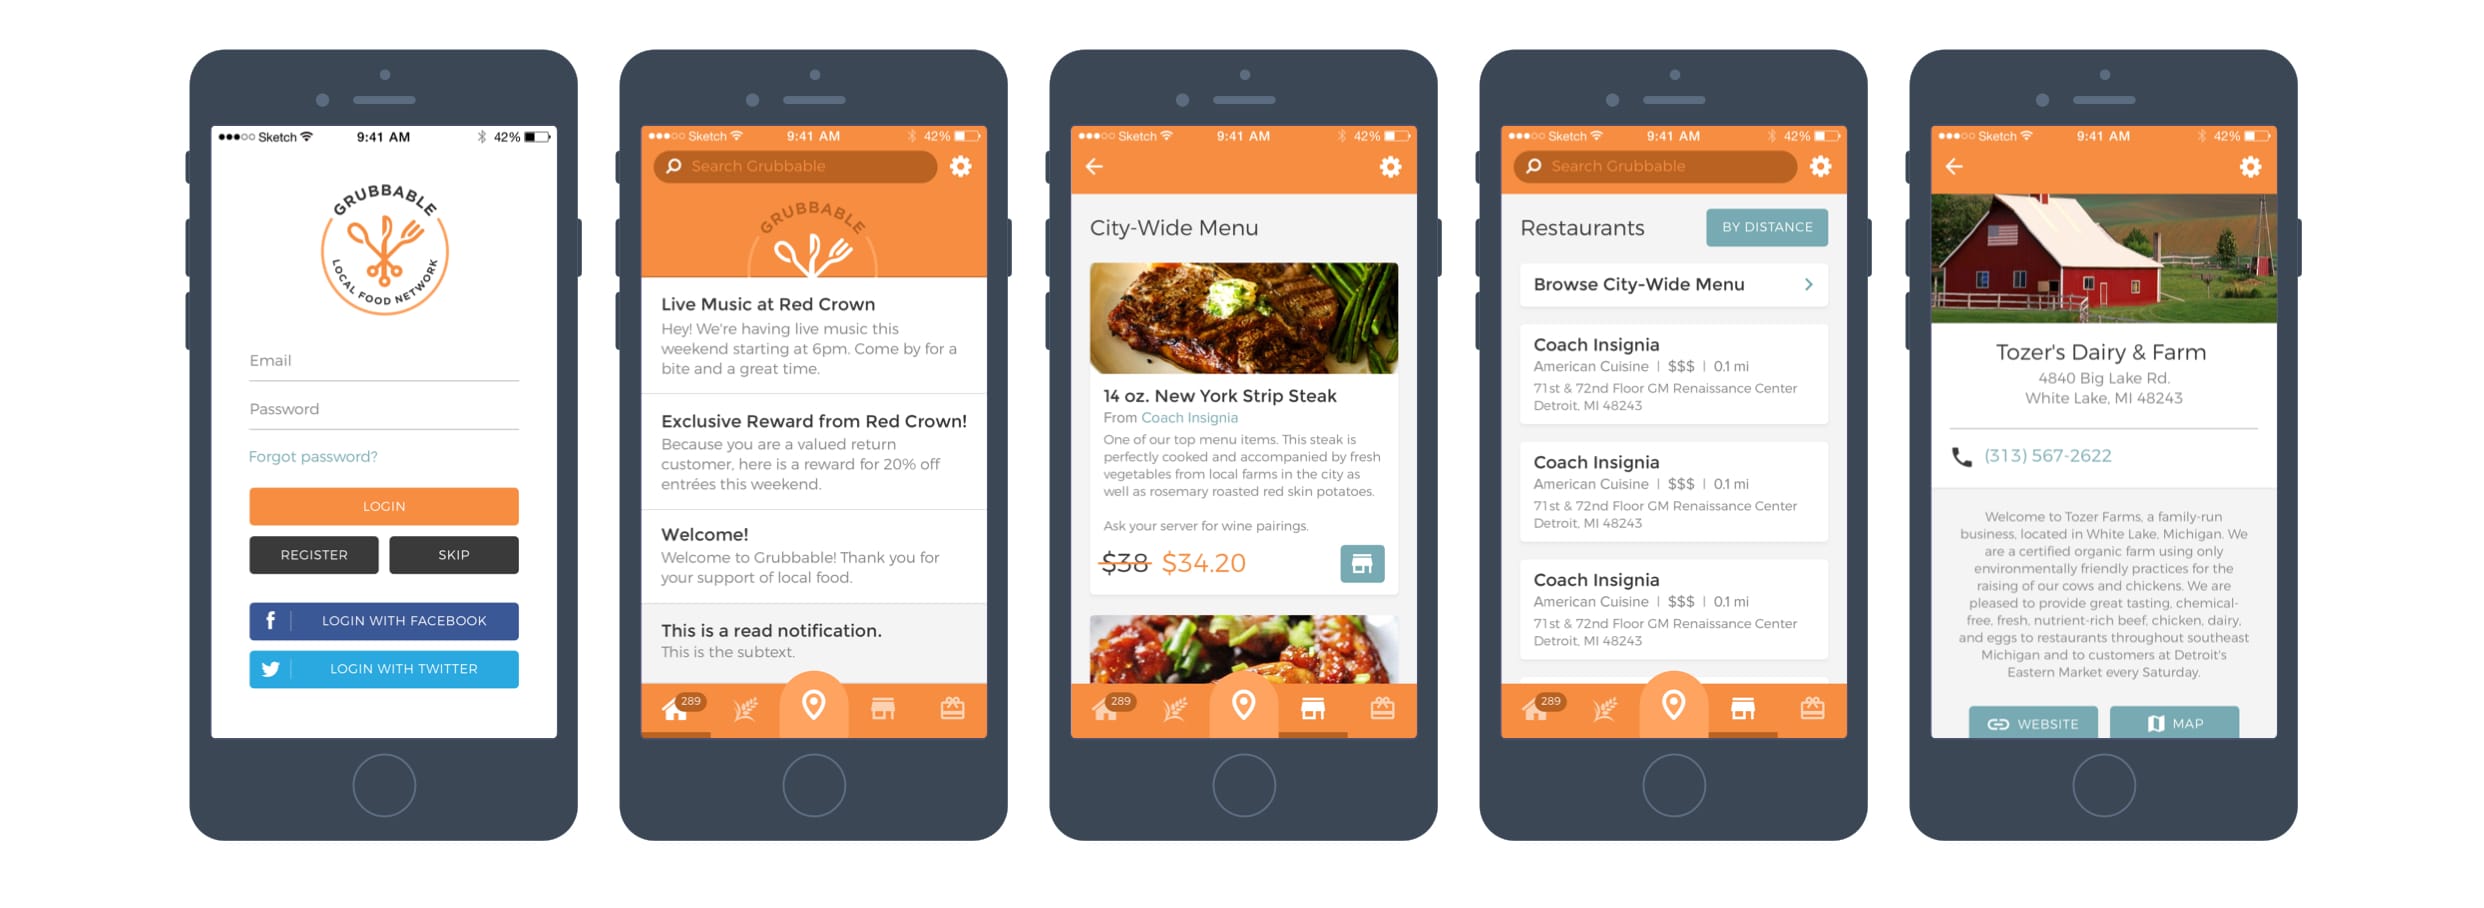 ●●●○○ Sketch 9:41 AM 42%
GRUBBABLE
LOCAL FOOD NETWORK
Email
Password
Forgot password?
LOGIN
REGISTER
SKIP
f LOGIN WITH FACEBOOK
LOGIN WITH TWITTER
●●●○○ Sketch 9:41 AM 42%
Search Grubbable
GRUBBABLE
Live Music at Red Crown
Hey! We're having live music this
weekend starting at 6pm. Come by for a
bite and a great time.
Exclusive Reward from Red Crown!
Because you are a valued return
customer, here is a reward for 20% off
entrées this weekend.
Welcome!
Welcome to Grubbable! Thank you for
your support of local food.
This is a read notification.
This is the subtext.
289
●●●○○ Sketch 9:41 AM 42%
City-Wide Menu
14 oz. New York Strip Steak
From Coach Insignia
One of our top menu items. This steak is
perfectly cooked and accompanied by fresh
vegetables from local farms in the city as
well as rosemary roasted red skin potatoes.
Ask your server for wine pairings.
$38 $34.20
289
●●●○○ Sketch 9:41 AM 42%
Search Grubbable
Restaurants
BY DISTANCE
Browse City-Wide Menu
Coach Insignia
American Cuisine | $$$ | 0.1 mi
71st & 72nd Floor GM Renaissance Center
Detroit, MI 48243
Coach Insignia
American Cuisine | $$$ | 0.1 mi
71st & 72nd Floor GM Renaissance Center
Detroit, MI 48243
Coach Insignia
American Cuisine | $$$ | 0.1 mi
71st & 72nd Floor GM Renaissance Center
Detroit, MI 48243
289
●●●○○ Sketch 9:41 AM 42%
Tozer's Dairy & Farm
4840 Big Lake Rd.
White Lake, MI 48243
(313) 567-2622
Welcome to Tozer Farms, a family-run
business, located in White Lake, Michigan. We
are a certified organic farm using only
environmentally friendly practices for the
raising of our cows and chickens. We are
pleased to provide great tasting, chemical-
free, fresh, nutrient-rich beef, chicken, dairy,
and eggs to restaurants throughout southeast
Michigan and to customers at Detroit's
Eastern Market every Saturday.
WEBSITE
MAP